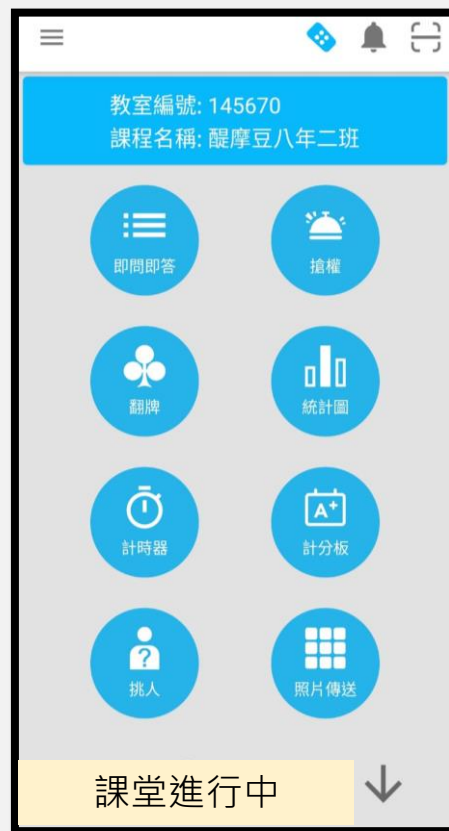 教室編號: 145670
課程名稱: 醍摩豆八年二班
即問即答
搶權
翻牌
統計圖
計時器
A+
計分板
?
挑人
照片傳送
課堂進行中